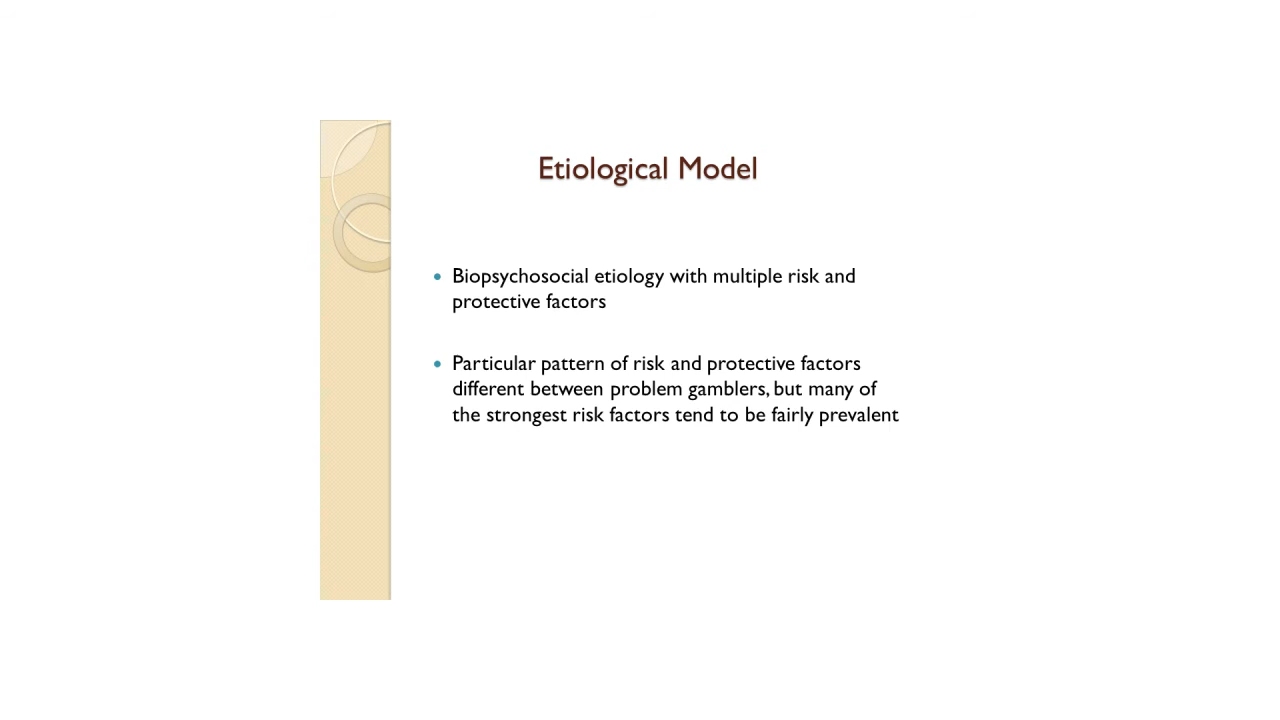 Etiological Model
Biopsychosocial etiology with multiple risk and
protective factors
Particular pattern of risk and protective factors
different between problem gamblers, but many of
the strongest risk factors tend to be fairly prevalent